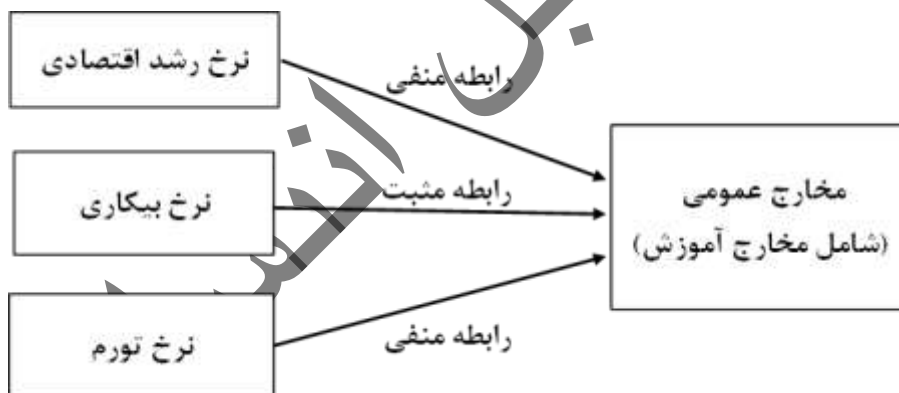 نرخ رشد اقتصادی
رابطه منفی
نرخ بیکاری
رابطه مثبت
مخارج عمومی
(شامل مخارج آموزش)
نرخ تورم
رابطه منفی